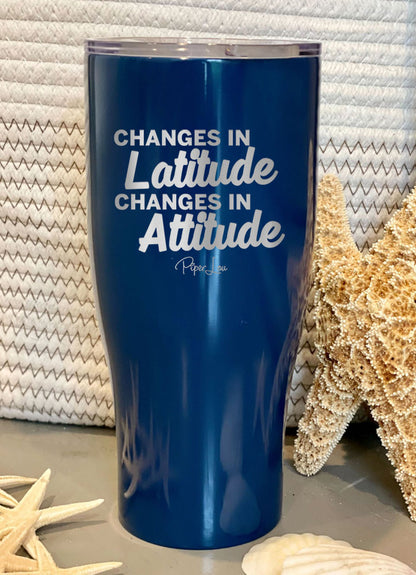 CHANGES IN
Latitude
CHANGES IN
Attitude
Piper Lou